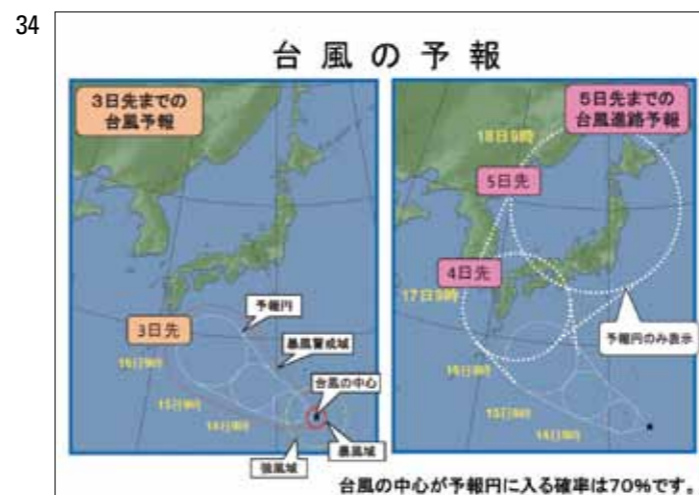 34
台風の予報
3日先までの
台風予報
3日先
予報円
暴風警戒域
台風の中心
暴風域
強風域
16日9時
15日9時
14日9時
5日先までの
台風進路予報
18日9時
5日先
4日先
17日9時
予報円のみ表示
16日9時
15日9時
14日9時
台風の中心が予報円に入る確率は70%です。